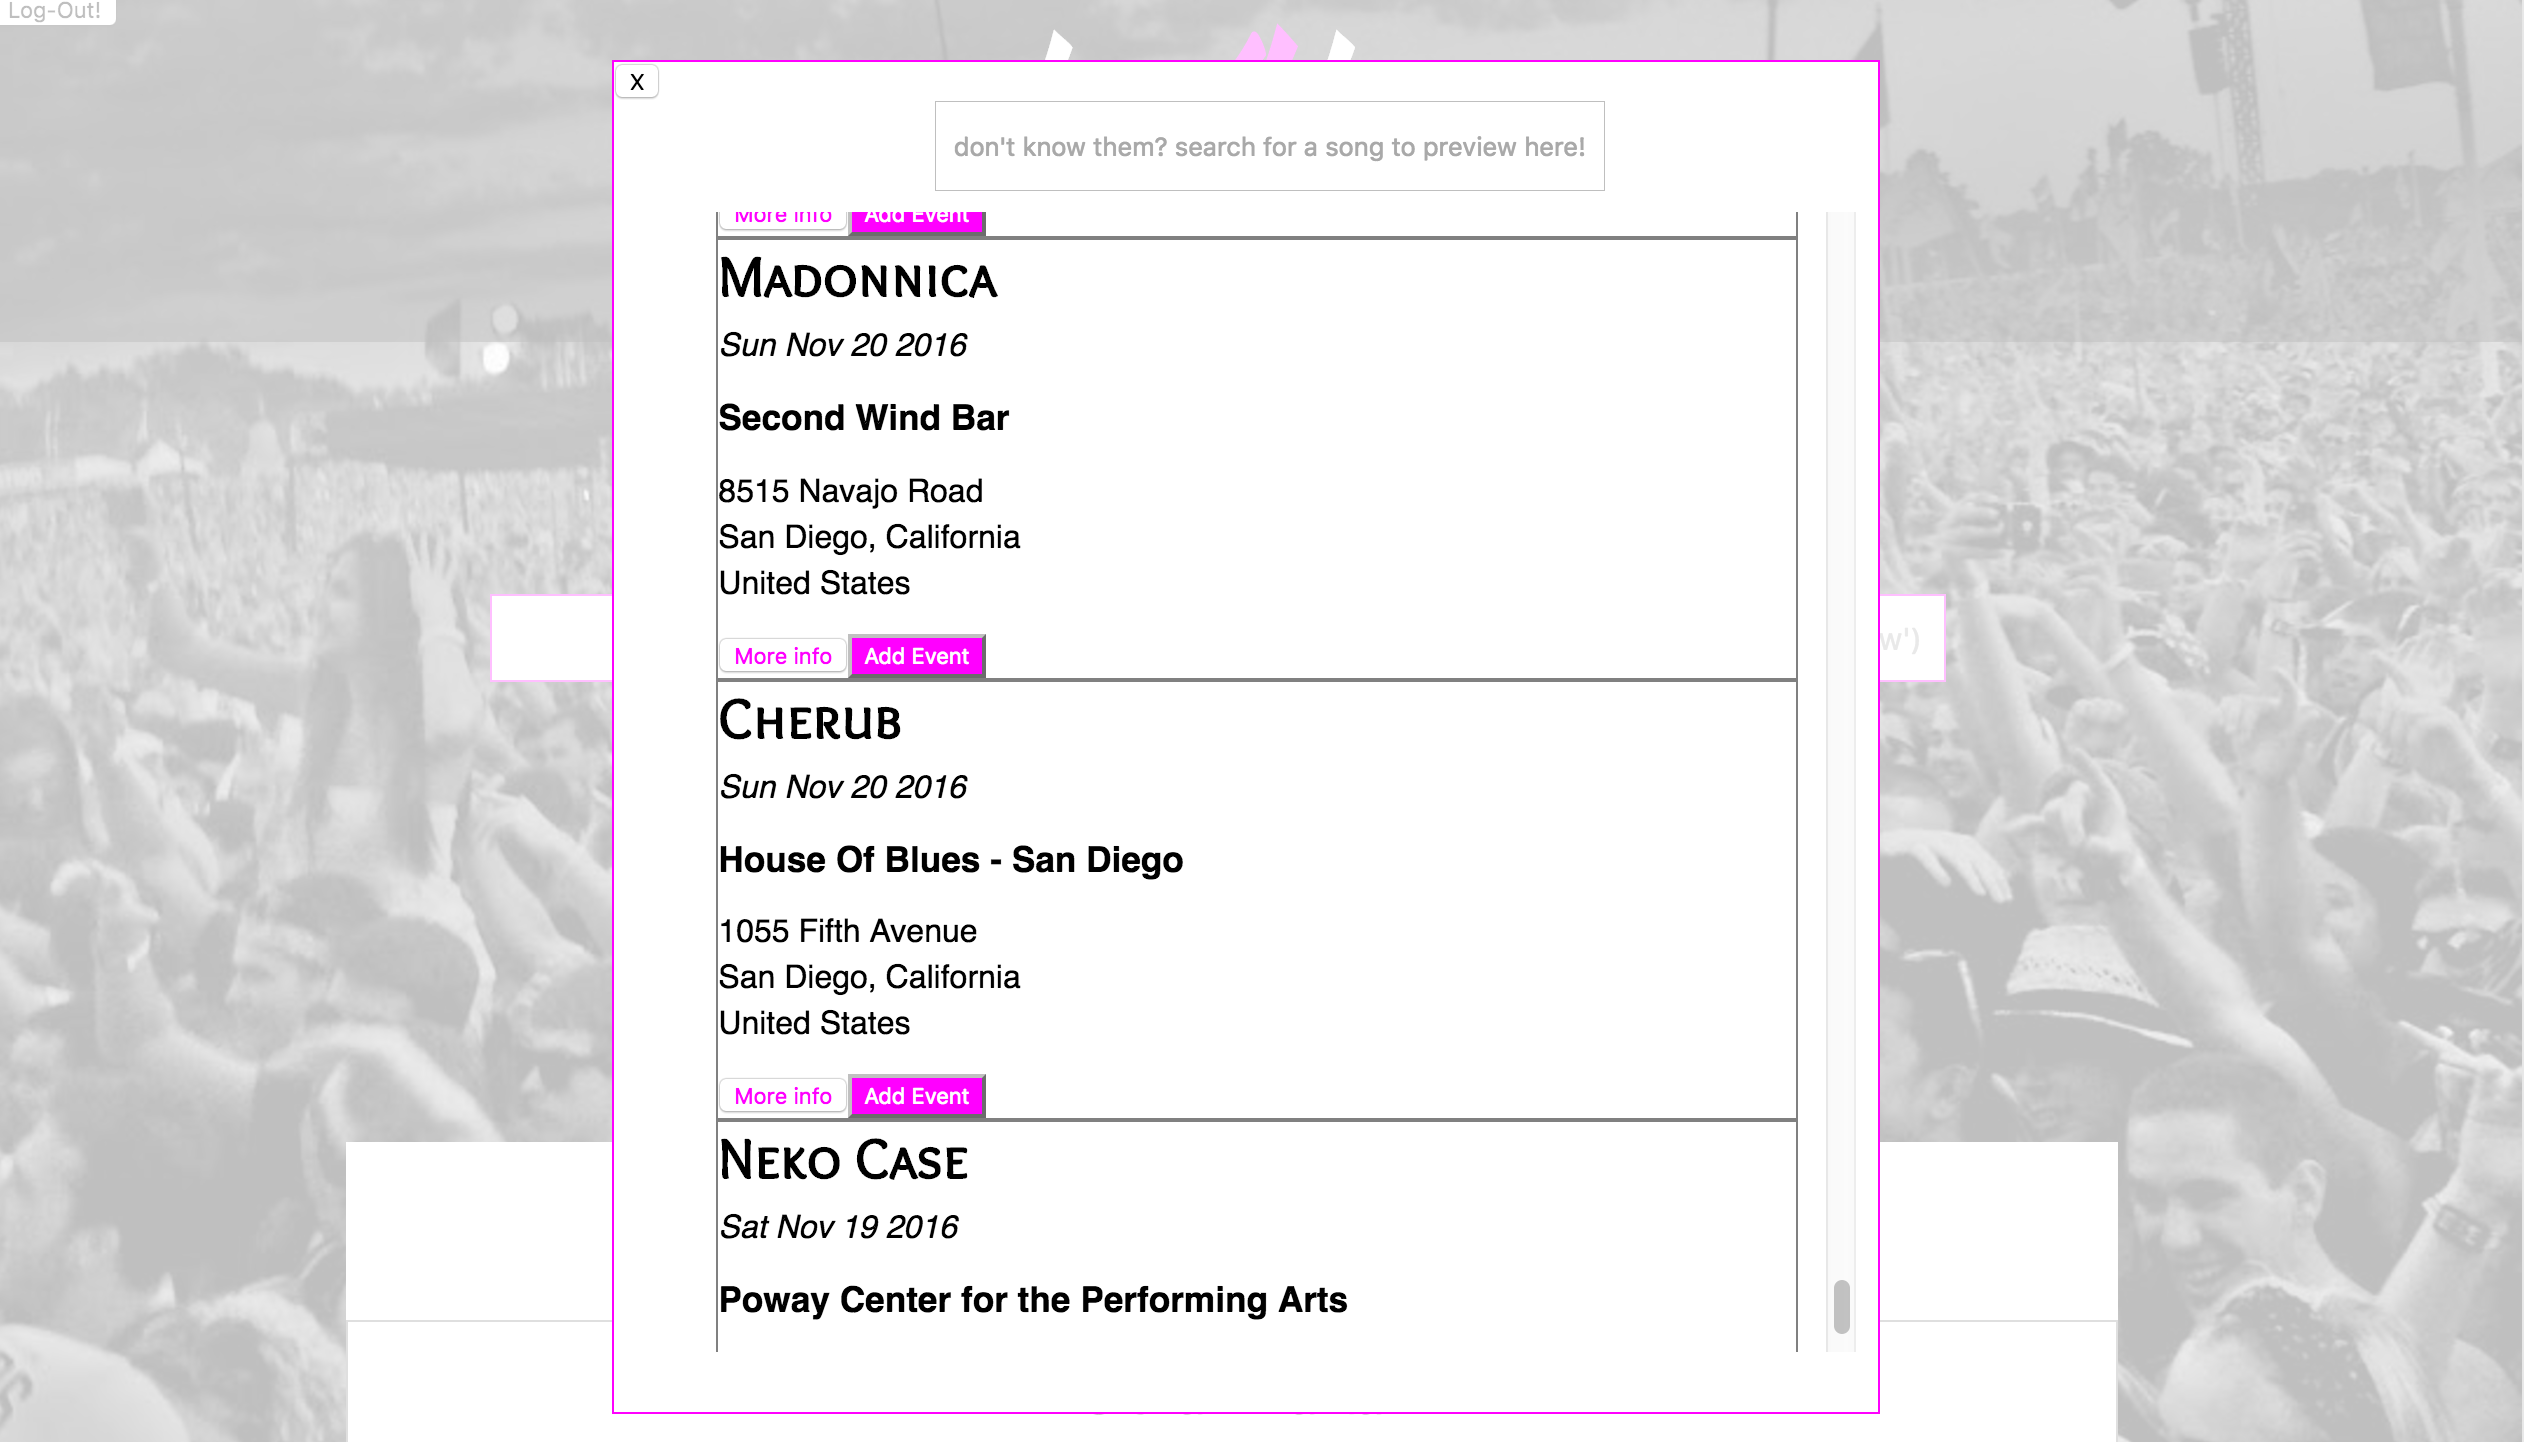 Log-Out!
X
don't know them? search for a song to preview here!
More info Add Event
Madonnica
Sun Nov 20 2016
Second Wind Bar
8515 Navajo Road
San Diego, California
United States
w')
More info Add Event
Cherub
Sun Nov 20 2016
House Of Blues - San Diego
1055 Fifth Avenue
San Diego, California
United States
More info Add Event
Neko Case
Sat Nov 19 2016
Poway Center for the Performing Arts